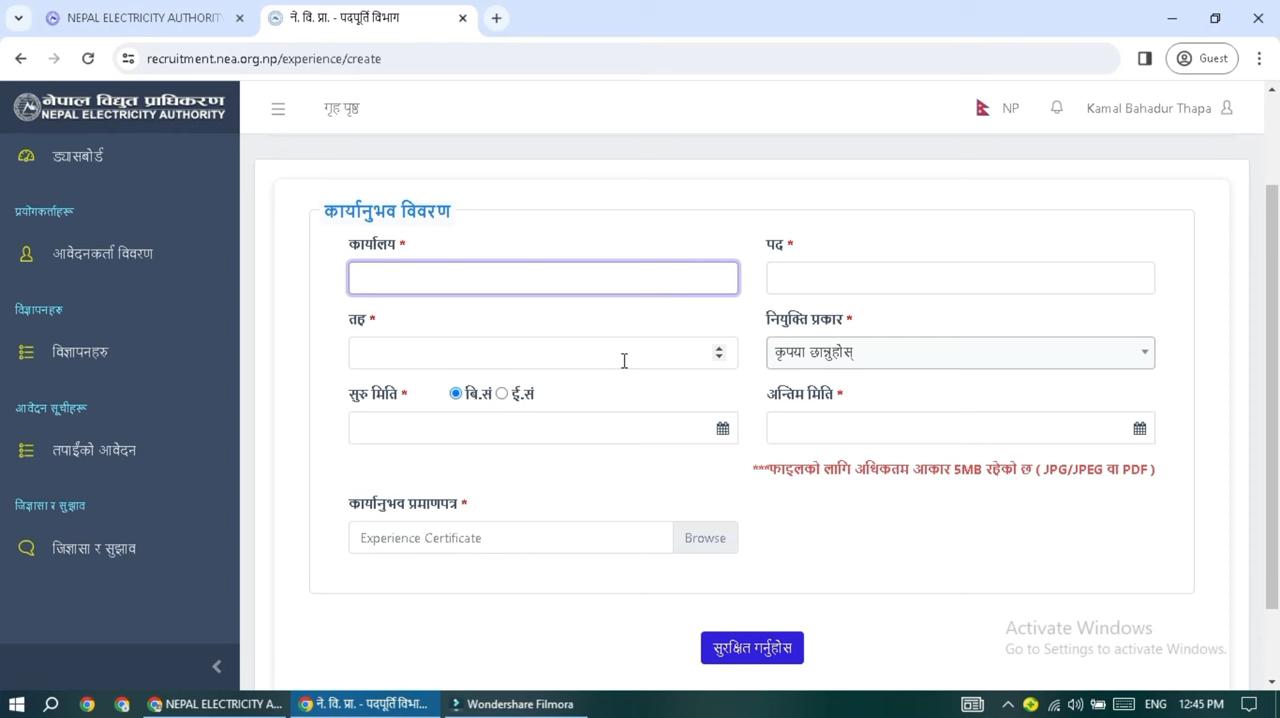 NEPAL ELECTRICITY AUTHORITY
ने. वि. प्रा. - पदपूर्ति विभाग
recruitment.nea.org.np/experience/create
Guest
नेपाल विद्युत प्राधिकरण
NEPAL ELECTRICITY AUTHORITY
गृह पृष्ठ
NP
Kamal Bahadur Thapa
ड्यासबोर्ड
प्रयोगकर्ताहरू
आवेदनकर्ता विवरण
विज्ञापनहरु
विज्ञापनहरु
आवेदन सूचीहरू
तपाईंको आवेदन
जिज्ञासा र सुझाव
जिज्ञासा र सुझाव
कार्यानुभव विवरण
कार्यालय *
पद *
तह *
नियुक्ति प्रकार *
कृपया छान्नुहोस्
सुरु मिति *
बि.सं
ई.सं
अन्तिम मिति *
***फाइलको लागि अधिकतम आकार 5MB रहेको छ ( JPG/JPEG वा PDF )
कार्यानुभव प्रमाणपत्र *
Experience Certificate
Browse
सुरक्षित गर्नुहोस
Activate Windows
Go to Settings to activate Windows.
NEPAL ELECTRICITY A...
ने. वि. प्रा. - पदपूर्ति विभा...
Wondershare Filmora
ENG
12:45 PM